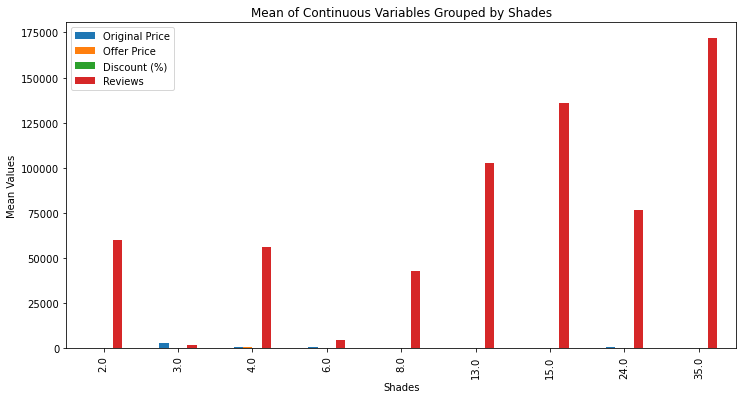 Mean of Continuous Variables Grouped by Shades
Original Price
Offer Price
Discount (%)
Reviews
175000
150000
125000
100000
75000
50000
25000
0
Mean Values
2.0
3.0
4.0
6.0
8.0
13.0
15.0
24.0
35.0
Shades